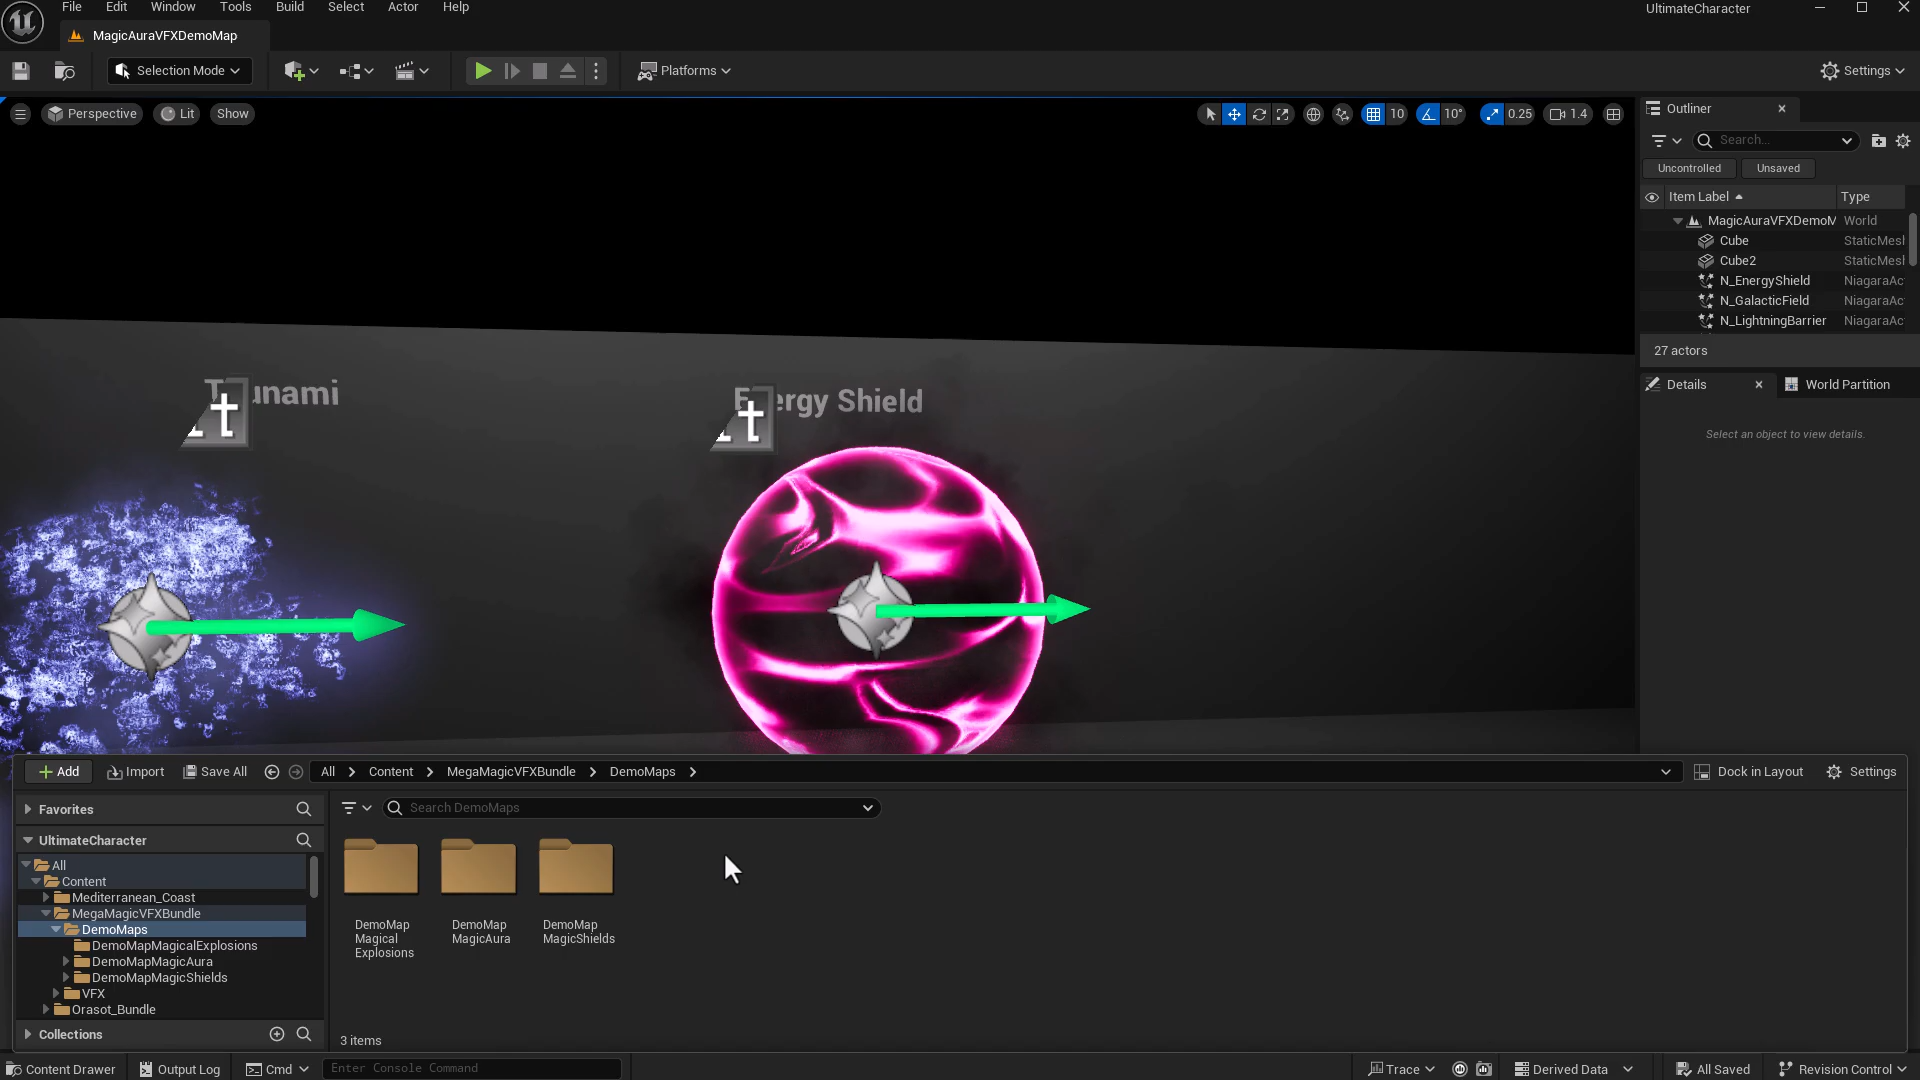 File Edit Window Tools Build Select Actor Help
UltimateCharacter
MagicAuraVFXDemoMap
Selection Mode
Platforms
Settings
Perspective
Lit
Show
10
10°
0.25
1.4
Outliner
Search...
Uncontrolled
Unsaved
Item Label
Type
MagicAuraVFXDemoM World
Cube StaticMesl
Cube2 StaticMesl
N_EnergyShield NiagaraAc
N_GalacticField NiagaraAc
N_LightningBarrier NiagaraAc
27 actors
Details
World Partition
Select an object to view details.
Energy Shield
Add
Import
Save All
All
Content
MegaMagicVFXBundle
DemoMaps
Dock in Layout
Settings
Favorites
Search DemoMaps
UltimateCharacter
All
Content
Mediterranean_Coast
MegaMagicVFXBundle
DemoMaps
DemoMapMagicalExplosions
DemoMapMagicAura
DemoMapMagicShields
VFX
Orasot_Bundle
Collections
DemoMap
Magical
Explosions
DemoMap
MagicAura
DemoMap
MagicShields
3 items
Content Drawer
Output Log
Cmd
Enter Console Command
Trace
Derived Data
All Saved
Revision Control